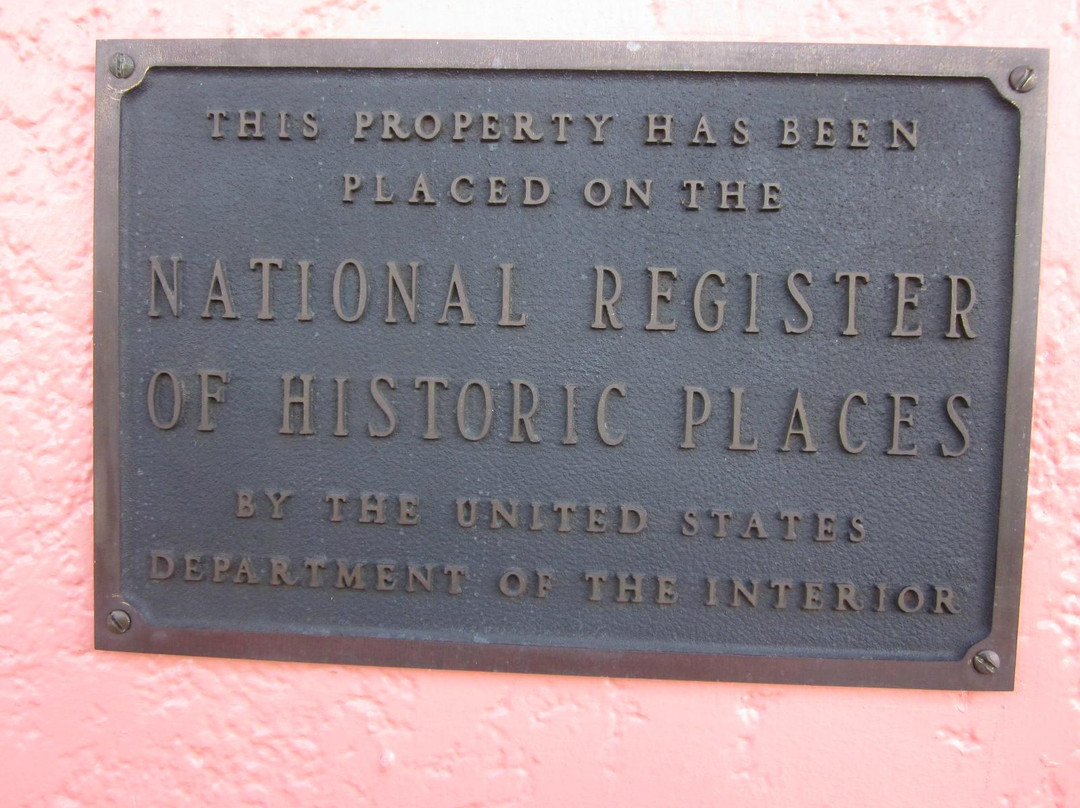 THIS PROPERTY HAS BEEN
PLACED ON THE
NATIONAL REGISTER
OF HISTORIC PLACES
BY THE UNITED STATES
DEPARTMENT OF THE INTERIOR